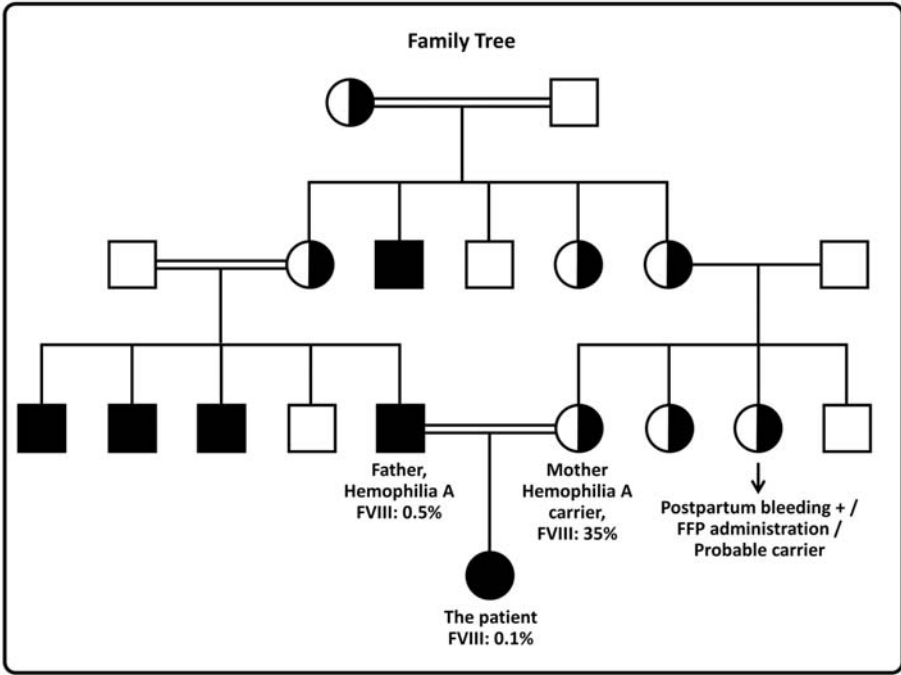 Family Tree
Father,
Hemophilia A
FVIII: 0.5%
Mother
Hemophilia A
carrier,
FVIII: 35%
Postpartum bleeding + /
FFP administration /
Probable carrier
The patient
FVIII: 0.1%